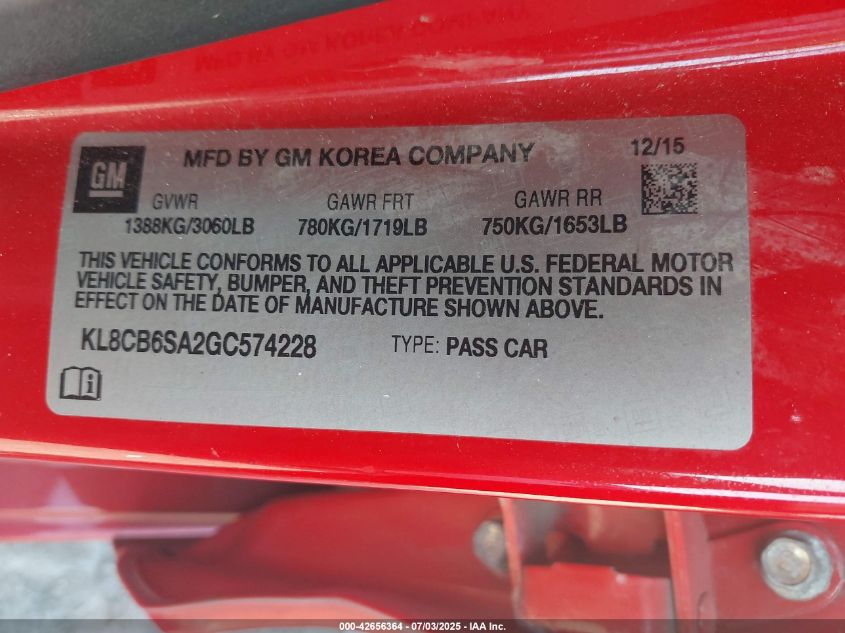 GM
MFD BY GM KOREA COMPANY
12/15
GVWR GAWR FRT GAWR RR
1388KG/3060LB 780KG/1719LB 750KG/1653LB
THIS VEHICLE CONFORMS TO ALL APPLICABLE U.S. FEDERAL MOTOR
VEHICLE SAFETY, BUMPER, AND THEFT PREVENTION STANDARDS IN
EFFECT ON THE DATE OF MANUFACTURE SHOWN ABOVE.
KL8CB6SA2GC574228 TYPE: PASS CAR
000-42656364 - 07/03/2025 - IAA Inc.